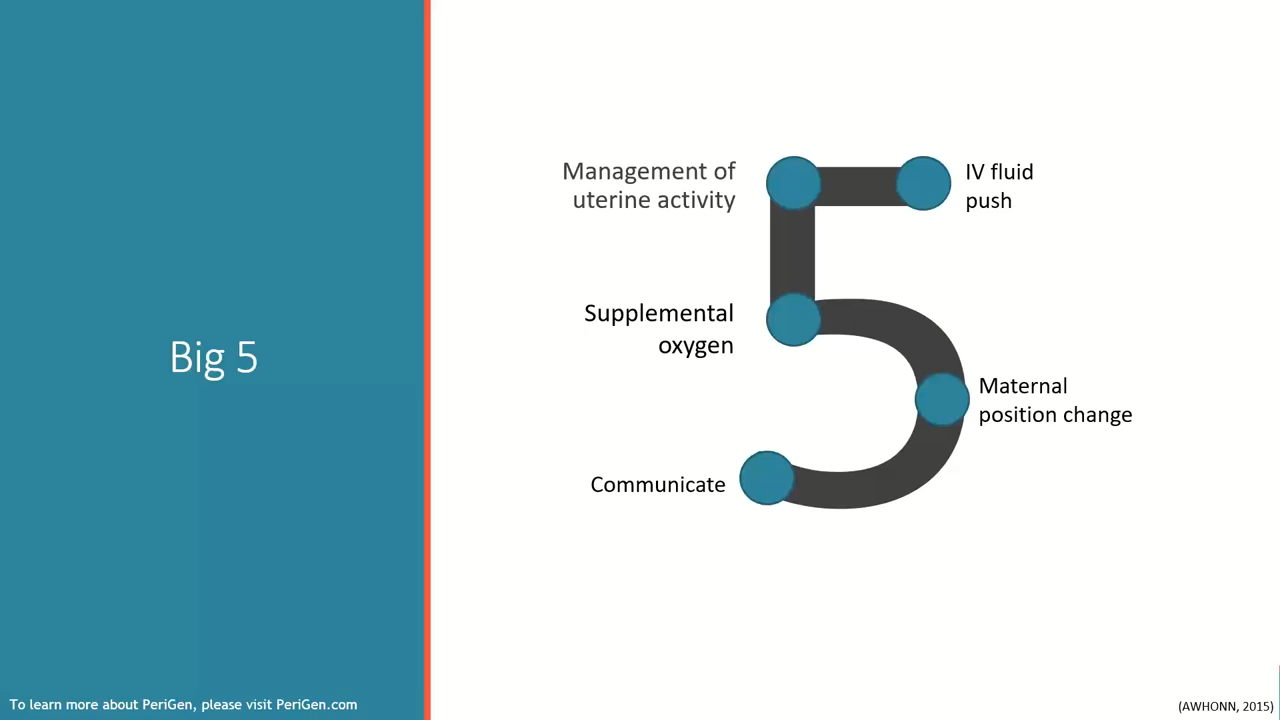 Big 5
Management of
uterine activity
IV fluid
push
Supplemental
oxygen
Maternal
position change
Communicate
To learn more about PeriGen, please visit PeriGen.com
(AWHONN, 2015)